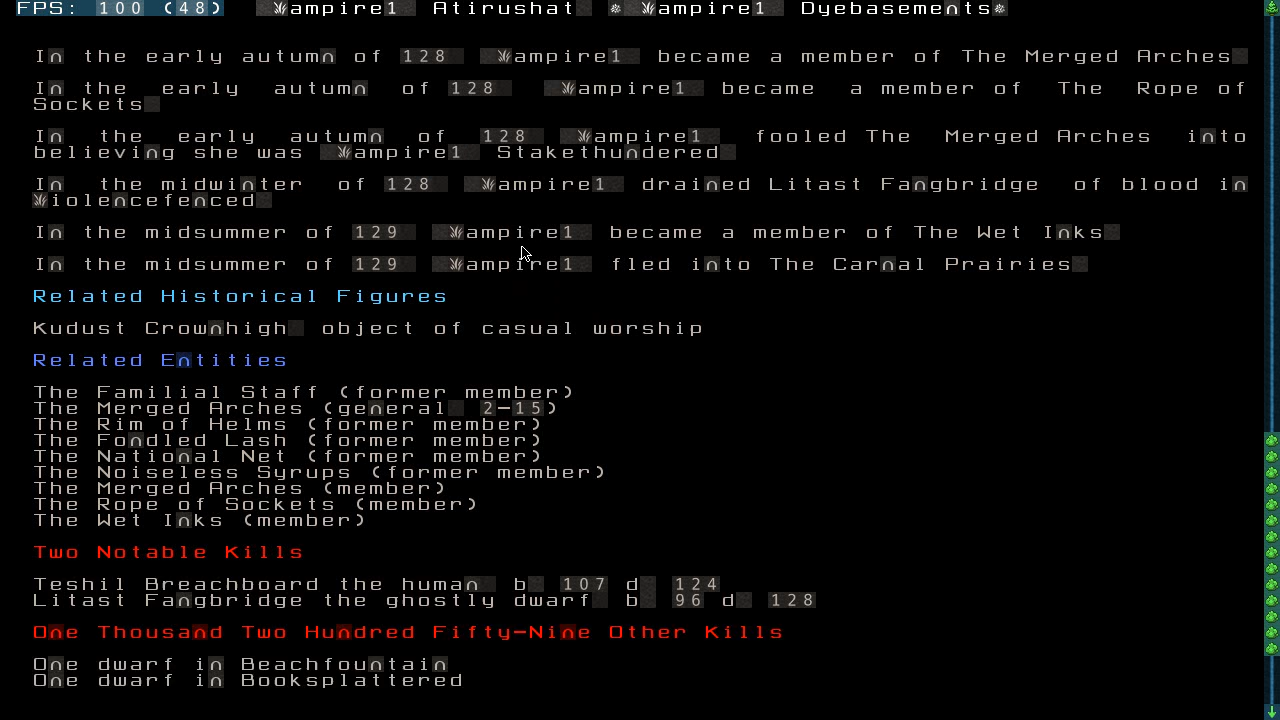 FPS: 100 (48) Vampire1 Atirushat * Vampire1 Dyebasements*
In the early autumn of 128 Vampire1 became a member of The Merged Arches
In the early autumn of 128 Vampire1 became a member of The Rope of
Sockets
In the early autumn of 128 Vampire1 fooled The Merged Arches into
believing she was Vampire1 Stakethundered
In the midwinter of 128 Vampire1 drained Litast Fangbridge of blood in
Violencefenced
In the midsummer of 129 Vampire1 became a member of The Wet Inks
In the midsummer of 129 Vampire1 fled into The Carnal Prairies
Related Historical Figures
Kudust Crownhigh object of casual worship
Related Entities
The Familial Staff (former member)
The Merged Arches (general 2-15)
The Rim of Helms (former member)
The Fondled Lash (former member)
The National Net (former member)
The Noiseless Syrups (former member)
The Merged Arches (member)
The Rope of Sockets (member)
The Wet Inks (member)
Two Notable Kills
Teshil Breachboard the human b 107 d 124
Litast Fangbridge the ghostly dwarf b 96 d 128
One Thousand Two Hundred Fifty-Nine Other Kills
One dwarf in Beachfountain
One dwarf in Booksplattered